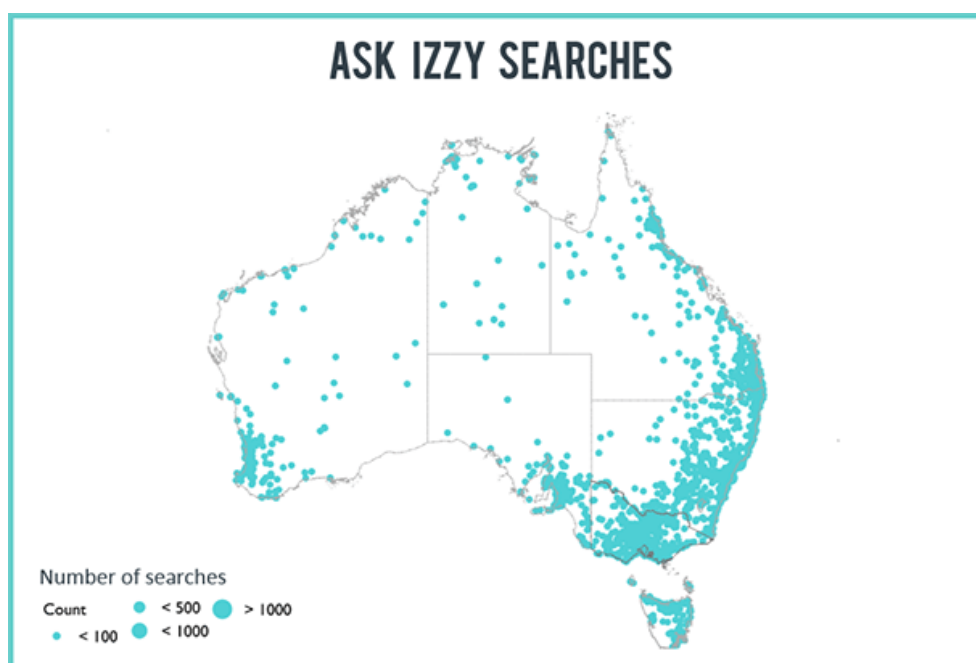 ASK IZZY SEARCHES
Number of searches
Count
< 100
< 500
< 1000
> 1000